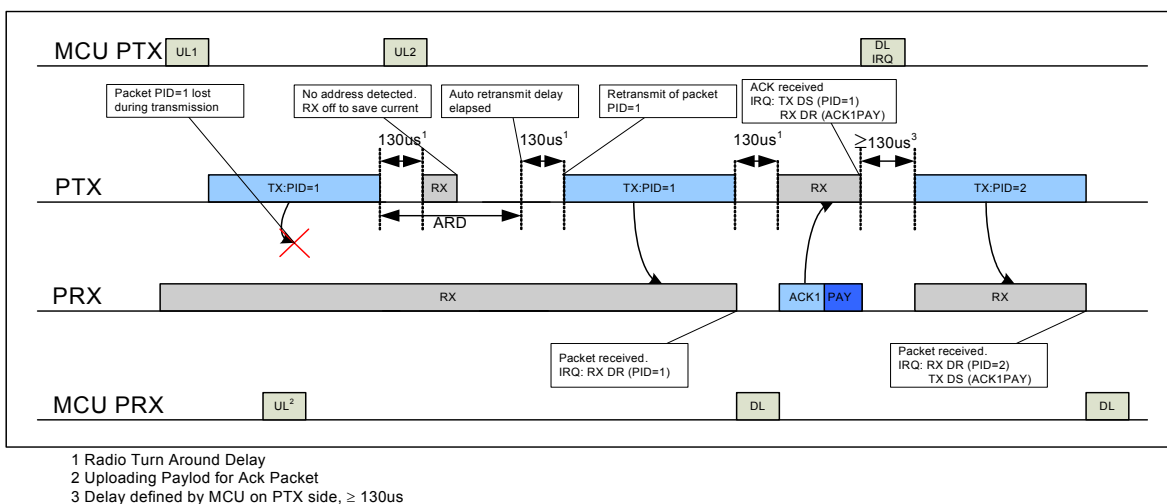 MCU PTX
UL1
UL2
DL
IRQ
Packet PID=1 lost
during transmission
No address detected.
RX off to save current
Auto retransmit delay
elapsed
Retransmit of packet
PID=1
ACK received
IRQ: TX DS (PID=1)
RX DR (ACK1PAY)
130us¹
130us¹
130us¹
≥130us³
PTX
TX:PID=1
RX
TX:PID=1
RX
TX:PID=2
ARD
PRX
RX
ACK1
PAY
RX
Packet received.
IRQ: RX DR (PID=1)
Packet received.
IRQ: RX DR (PID=2)
TX DS (ACK1PAY)
MCU PRX
UL²
DL
DL
1 Radio Turn Around Delay
2 Uploading Paylod for Ack Packet
3 Delay defined by MCU on PTX side, ≥ 130us